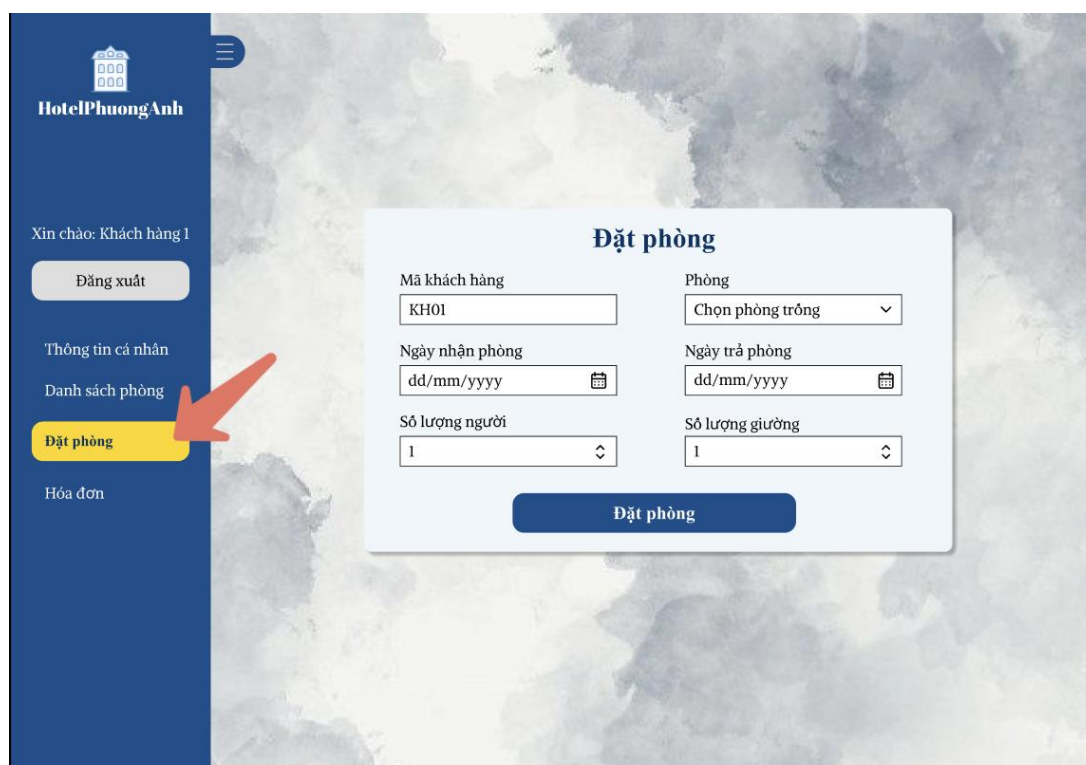 HotelPhuongAnh
Xin chào: Khách hàng 1
Đăng xuất
Thông tin cá nhân
Danh sách phòng
Đặt phòng
Hóa đơn
Đặt phòng
Mã khách hàng
KH01
Phòng
Chọn phòng trống
Ngày nhận phòng
dd/mm/yyyy
Ngày trả phòng
dd/mm/yyyy
Số lượng người
1
Số lượng giường
1
Đặt phòng